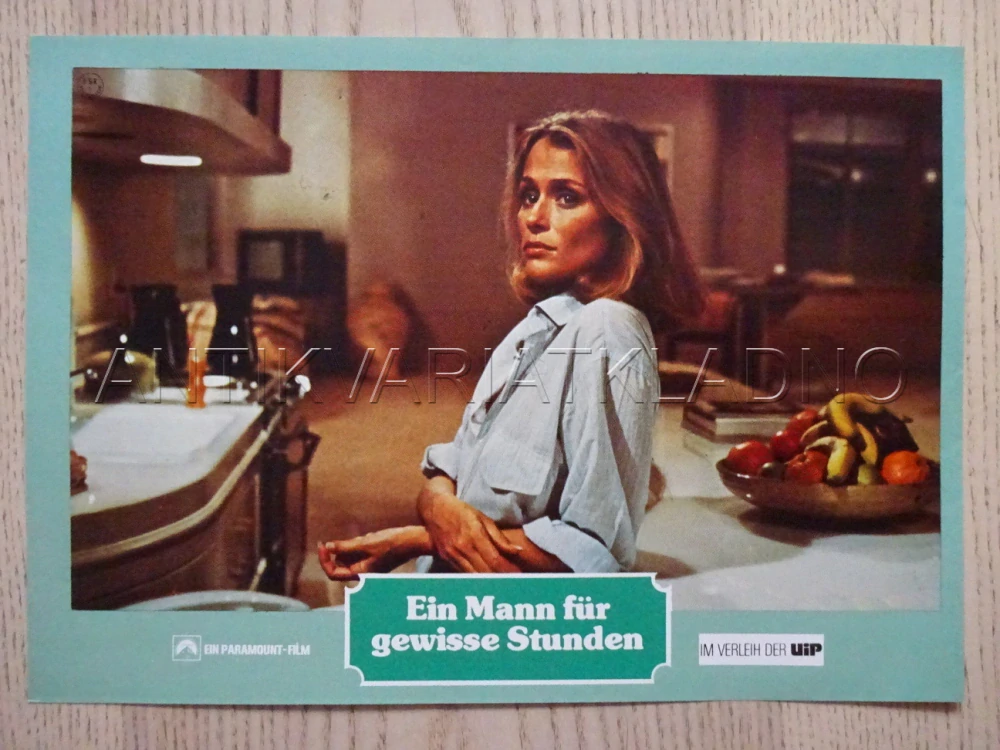 ANTIKVARIATKLADNO
Ein Mann für
gewisse Stunden
EIN PARAMOUNT-FILM
IM VERLEIH DER UiP